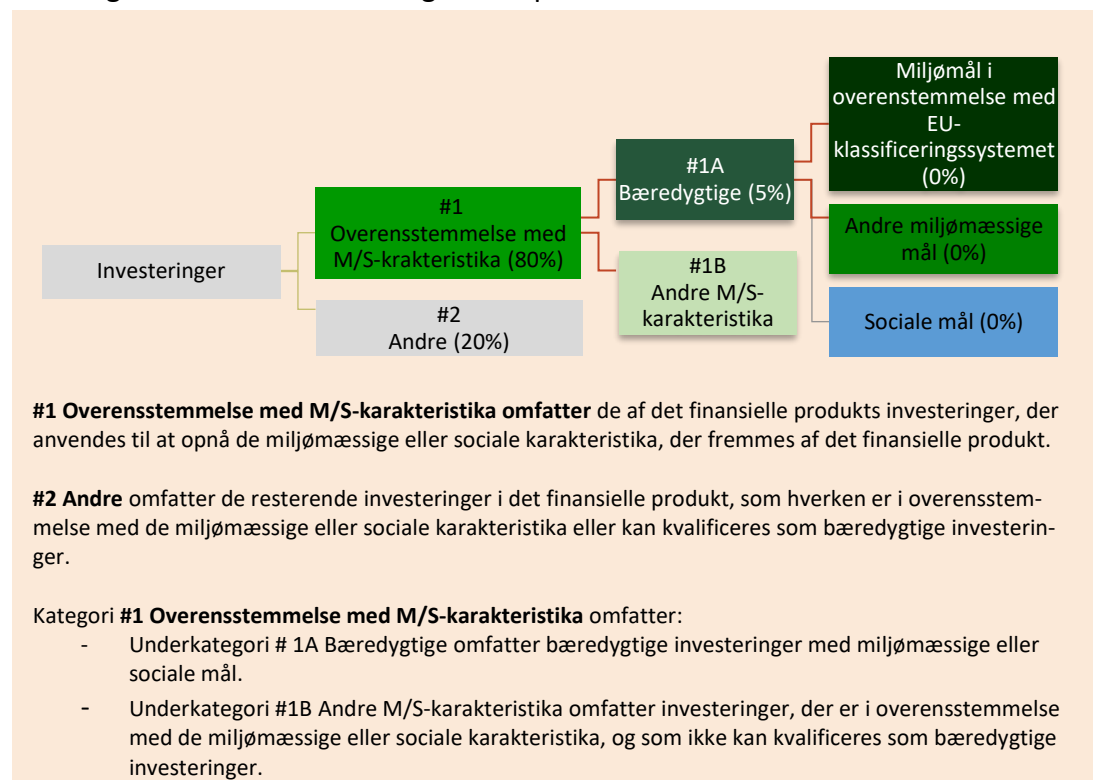 Miljømål i
overenstemmelse med
EU-
klassificeringssystemet
(0%)
#1A
Bæredygtige (5%)
#1
Overensstemmelse med
M/S-krakteristika (80%)
Andre miljømæssige
mål (0%)
Investeringer
#1B
Andre M/S-
karakteristika
#2
Andre (20%)
Sociale mål (0%)
#1 Overensstemmelse med M/S-karakteristika omfatter de af det finansielle produkts investeringer, der
anvendes til at opnå de miljømæssige eller sociale karakteristika, der fremmes af det finansielle produkt.
#2 Andre omfatter de resterende investeringer i det finansielle produkt, som hverken er i overensstem-
melse med de miljømæssige eller sociale karakteristika eller kan kvalificeres som bæredygtige investerin-
ger.
Kategori #1 Overensstemmelse med M/S-karakteristika omfatter:
- Underkategori # 1A Bæredygtige omfatter bæredygtige investeringer med miljømæssige eller
sociale mål.
- Underkategori #1B Andre M/S-karakteristika omfatter investeringer, der er i overensstemmelse
med de miljømæssige eller sociale karakteristika, og som ikke kan kvalificeres som bæredygtige
investeringer.